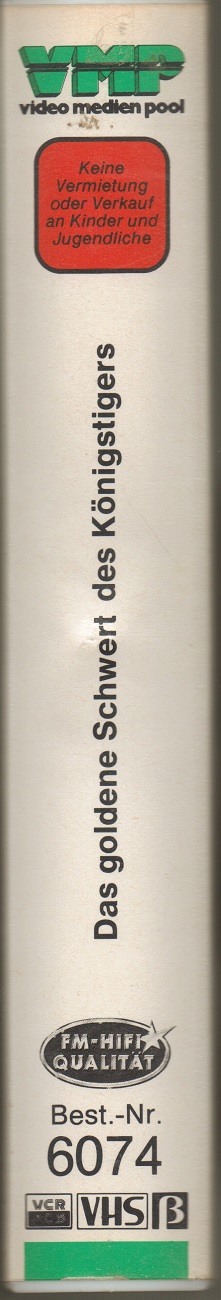 VMP
video medien pool
Keine
Vermietung
oder Verkauf
an Kinder und
Jugendliche
Das goldene Schwert des Königstigers
FM-HIFI
QUALITÄT
Best.-Nr.
6074
VCR VHS β